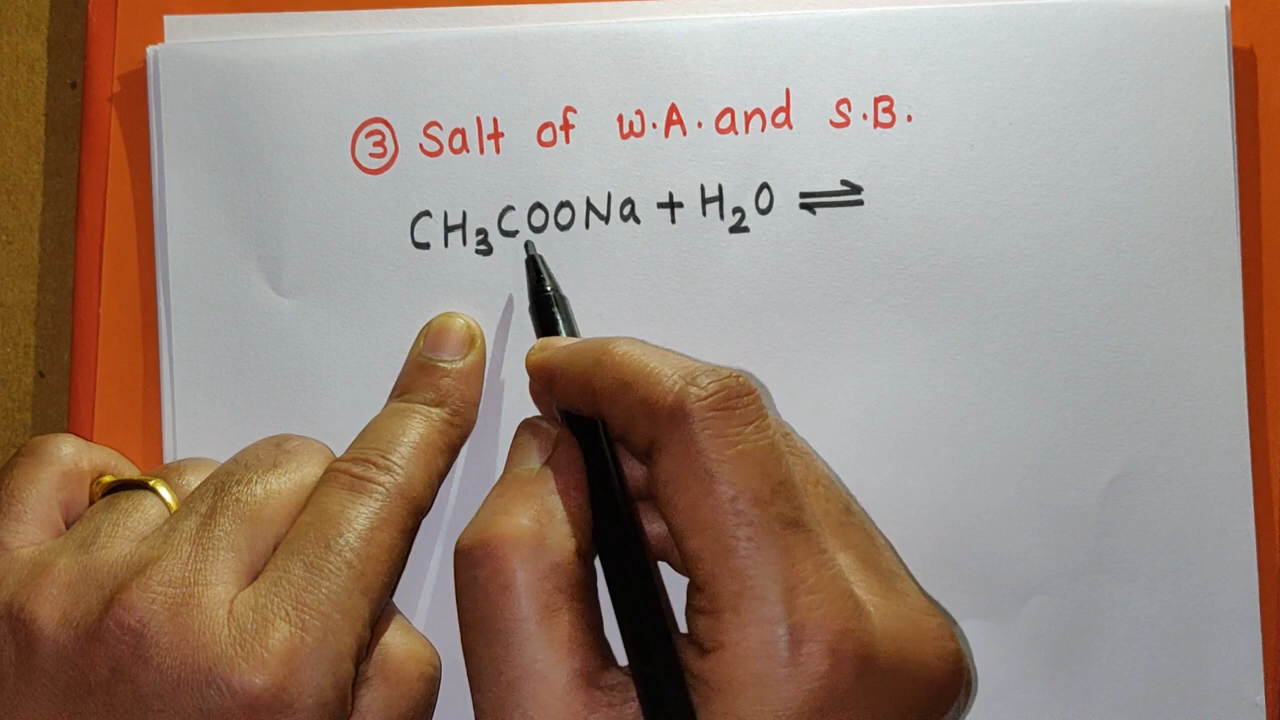 ③ Salt of W.A. and S.B.
CH₃COONa + H₂O ⇌